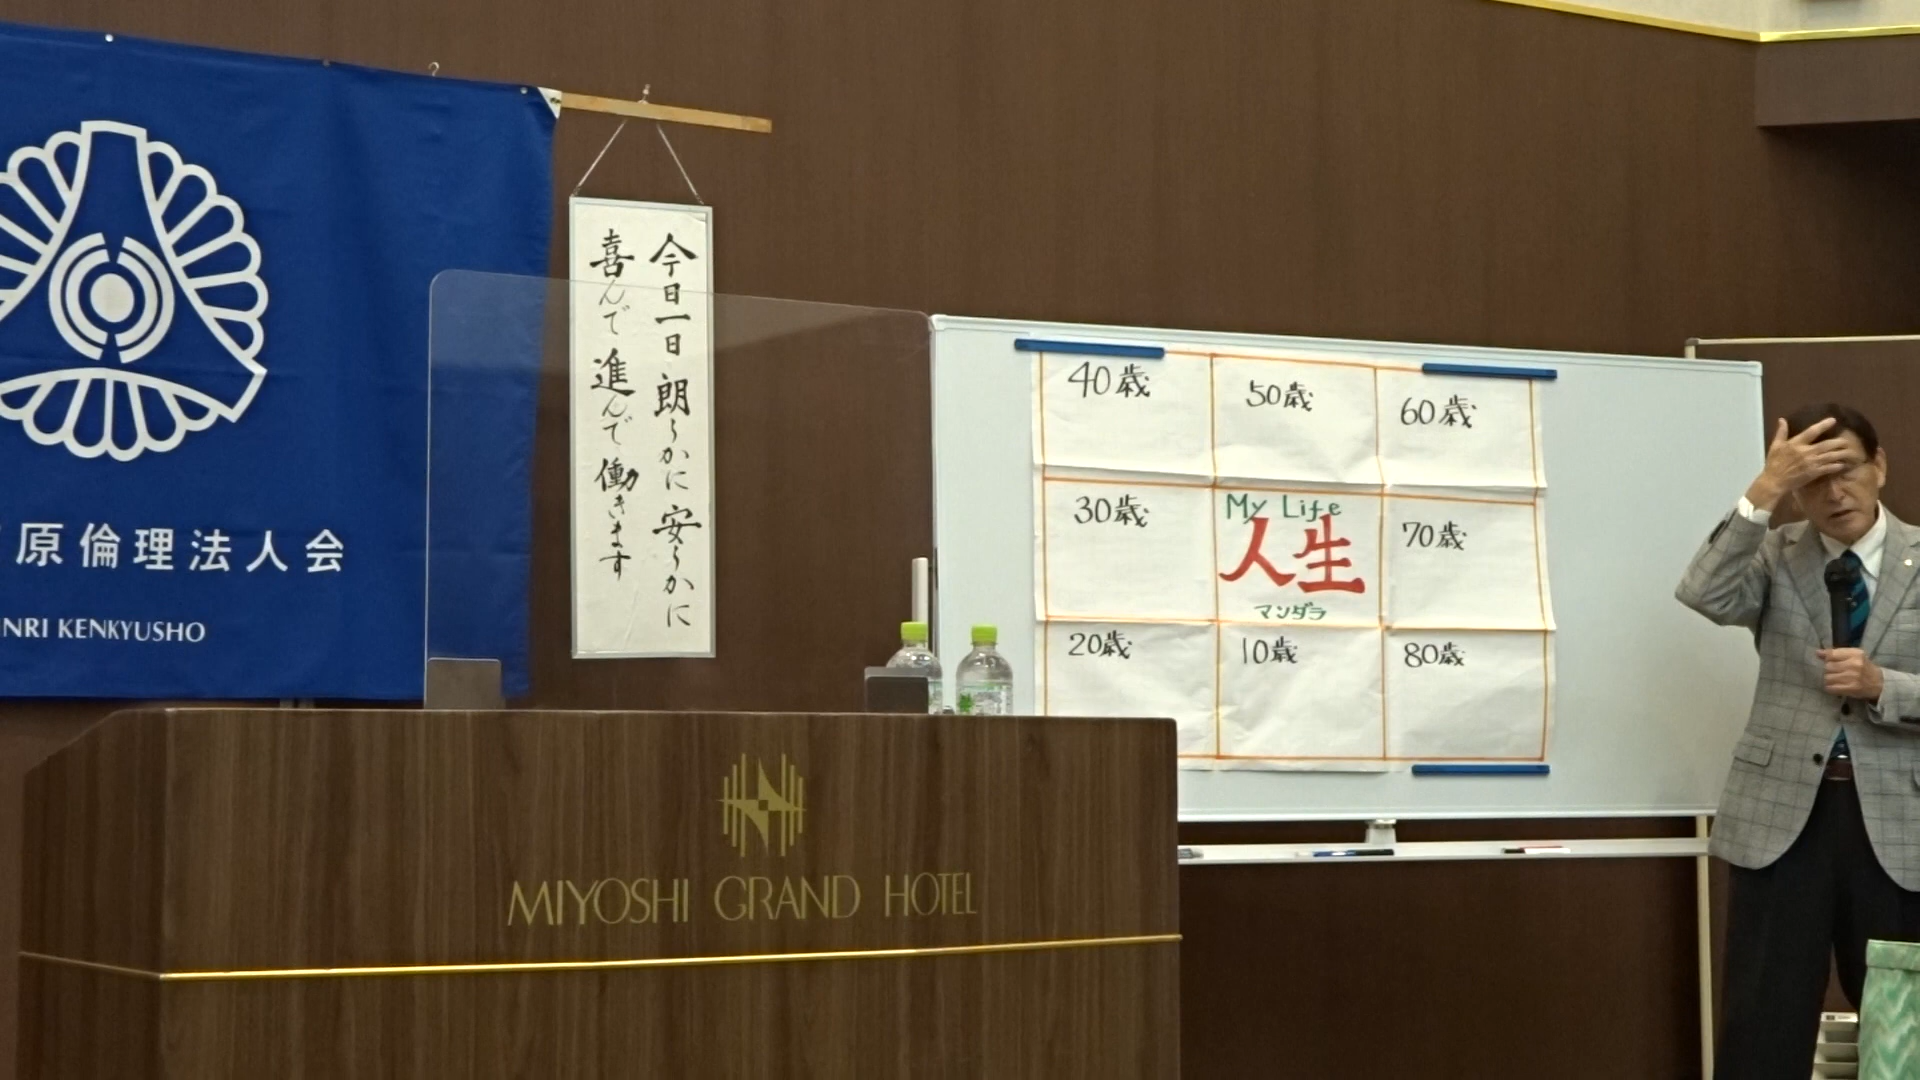 原倫理法人会
INRI KENKYUSHO
今日一日 朗らかに 安らかに
喜んで 進んで 働きます
40歳
50歳
60歳
30歳
My Life
人生
マンダラ
70歳
20歳
10歳
80歳
MIYOSHI GRAND HOTEL